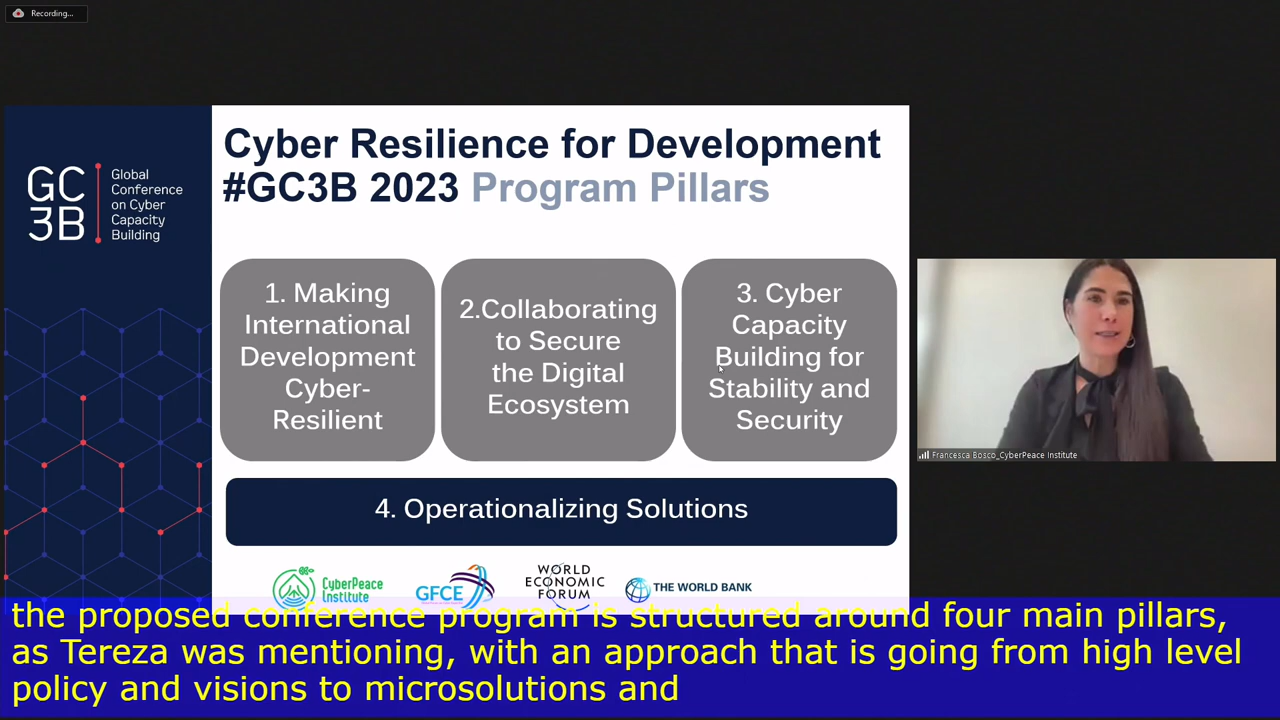 Recording...
GC
3B
Global
Conference
on Cyber
Capacity
Building
Cyber Resilience for Development
#GC3B 2023 Program Pillars
1. Making
International
Development
Cyber-
Resilient
2.Collaborating
to Secure
the Digital
Ecosystem
3. Cyber
Capacity
Building for
Stability and
Security
4. Operationalizing Solutions
CyberPeace
Institute
GFCE
WORLD
ECONOMIC
FORUM
THE WORLD BANK
Francesca Bosco_CyberPeace Institute
the proposed conference program is structured around four main pillars,
as Tereza was mentioning, with an approach that is going from high level
policy and visions to microsolutions and